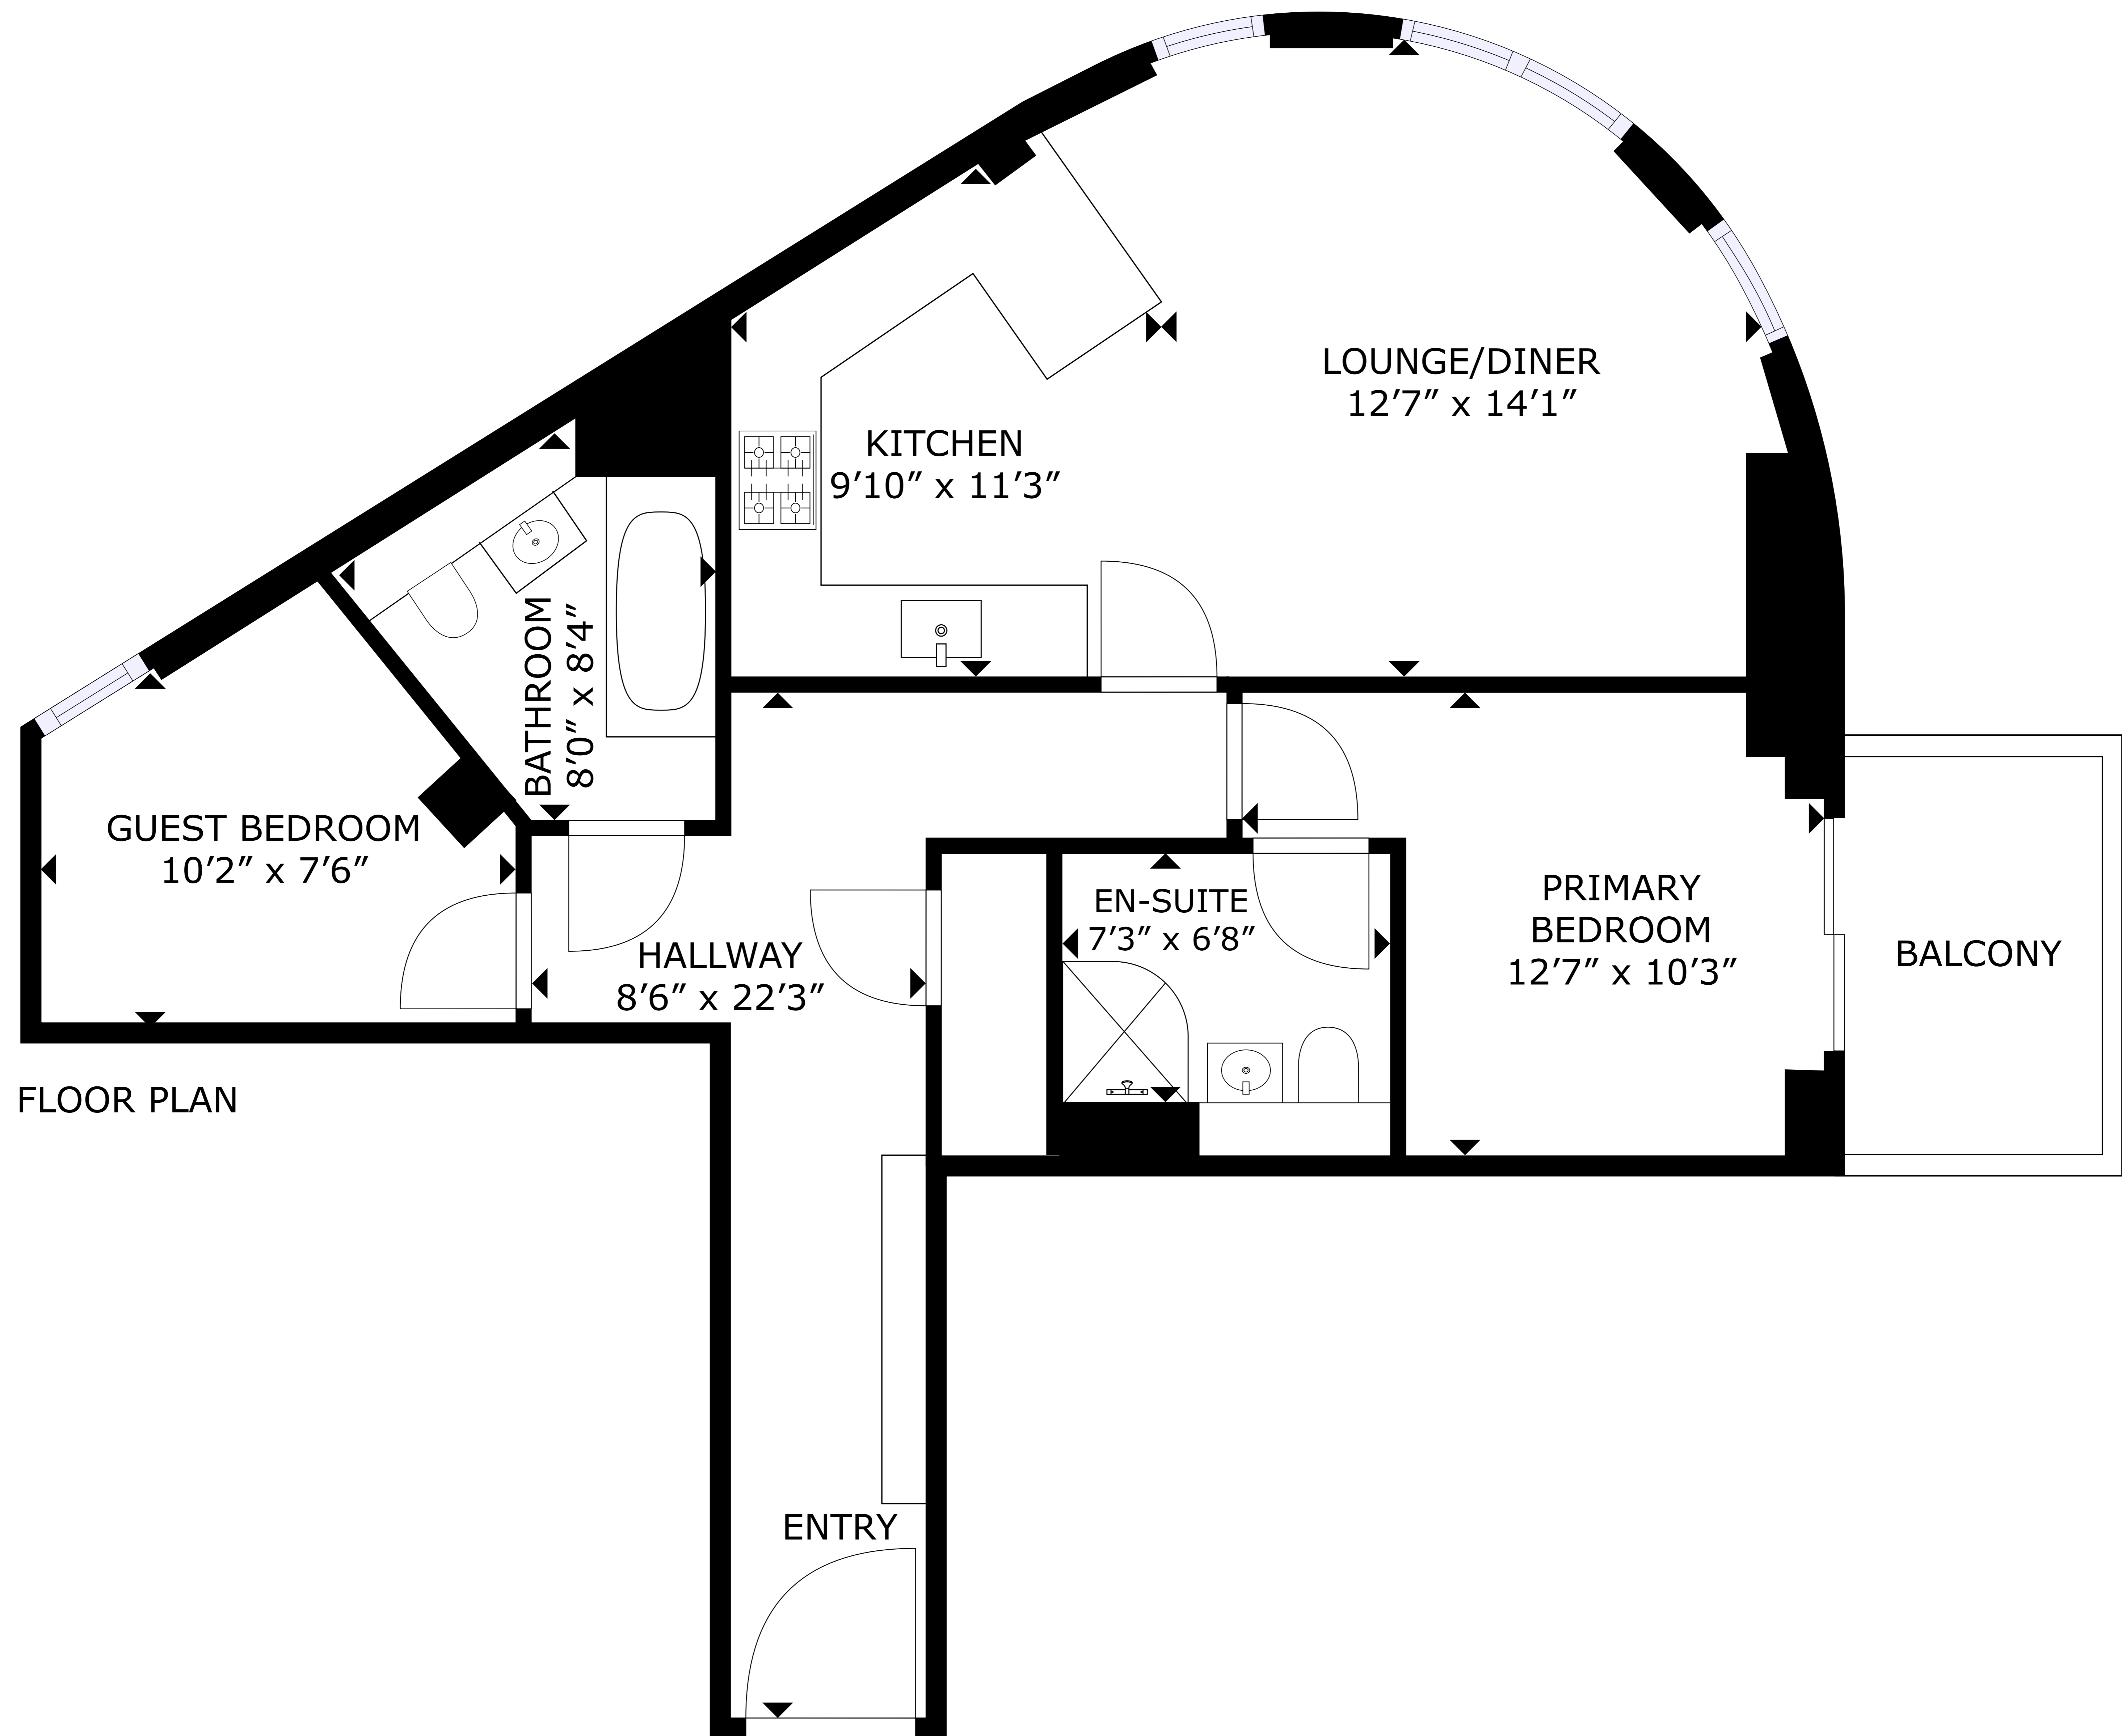 LOUNGE/DINER
12’7” x 14’1”
KITCHEN
9’10” x 11’3”
BATHROOM
8’0” x 8’4”
GUEST BEDROOM
10’2” x 7’6”
EN-SUITE
7’3” x 6’8”
PRIMARY
BEDROOM
12’7” x 10’3”
BALCONY
HALLWAY
8’6” x 22’3”
FLOOR PLAN
ENTRY